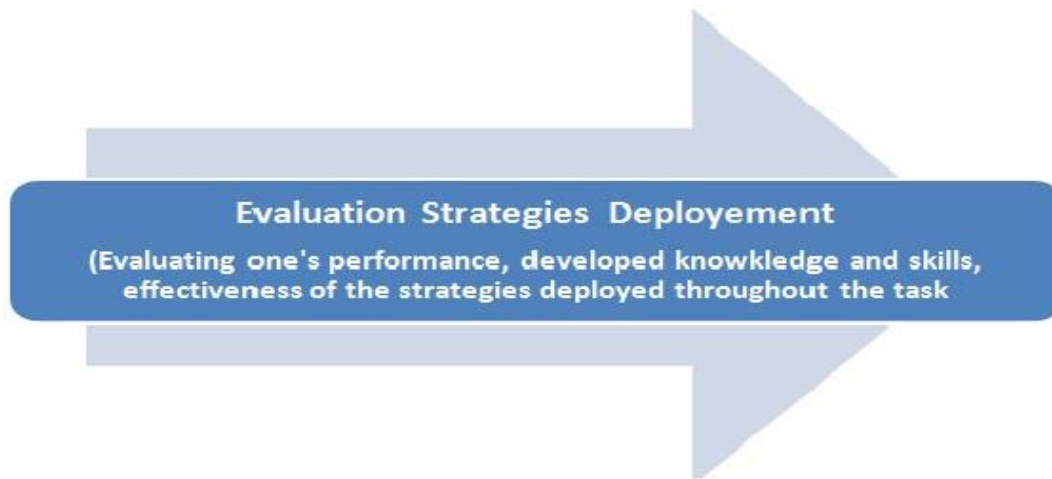 Evaluation Strategies Deployement
(Evaluating one's performance, developed knowkledge and skills,
effectiveness of the strategies deployed throughout the task